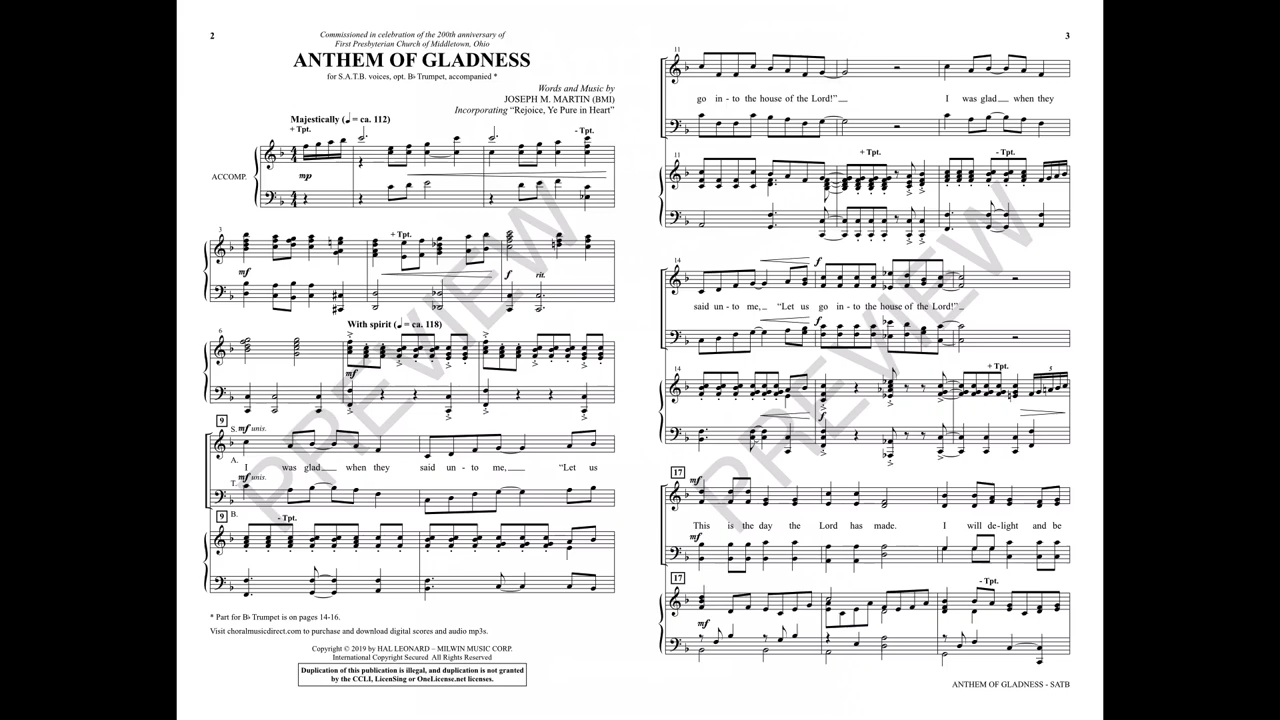 2
Commissioned in celebration of the 200th anniversary of
First Presbyterian Church of Middletown, Ohio
ANTHEM OF GLADNESS
for S.A.T.B. voices, opt. B♭ Trumpet, accompanied *
Words and Music by
JOSEPH M. MARTIN (BMI)
Incorporating “Rejoice, Ye Pure in Heart”
Majestically (♩ = ca. 112)
+ Tpt.
- Tpt.
ACCOMP.
mp
3
+ Tpt.
mf
f
rit.
6
With spirit (♩ = ca. 118)
mf
9
S.
mf unis.
A.
I was glad when they said un - to me, “Let us
T.
mf unis.
B.
9
- Tpt.
* Part for B♭ Trumpet is on pages 14-16.
Visit choralmusicdirect.com to purchase and download digital scores and audio mp3s.
Copyright © 2019 by HAL LEONARD – MILWIN MUSIC CORP.
International Copyright Secured All Rights Reserved
Duplication of this publication is illegal, and duplication is not granted
by the CCLI, LicenSing or OneLicense.net licenses.
PREVIEW
3
11
go in - to the house of the Lord!” I was glad when they
11
+ Tpt.
- Tpt.
14
f
said un - to me, “Let us go in - to the house of the Lord!”
f
14
+ Tpt.
5
f
17
mf
This is the day the Lord has made. I will de - light and be
mf
17
- Tpt.
mf
ANTHEM OF GLADNESS - SATB
PREVIEW